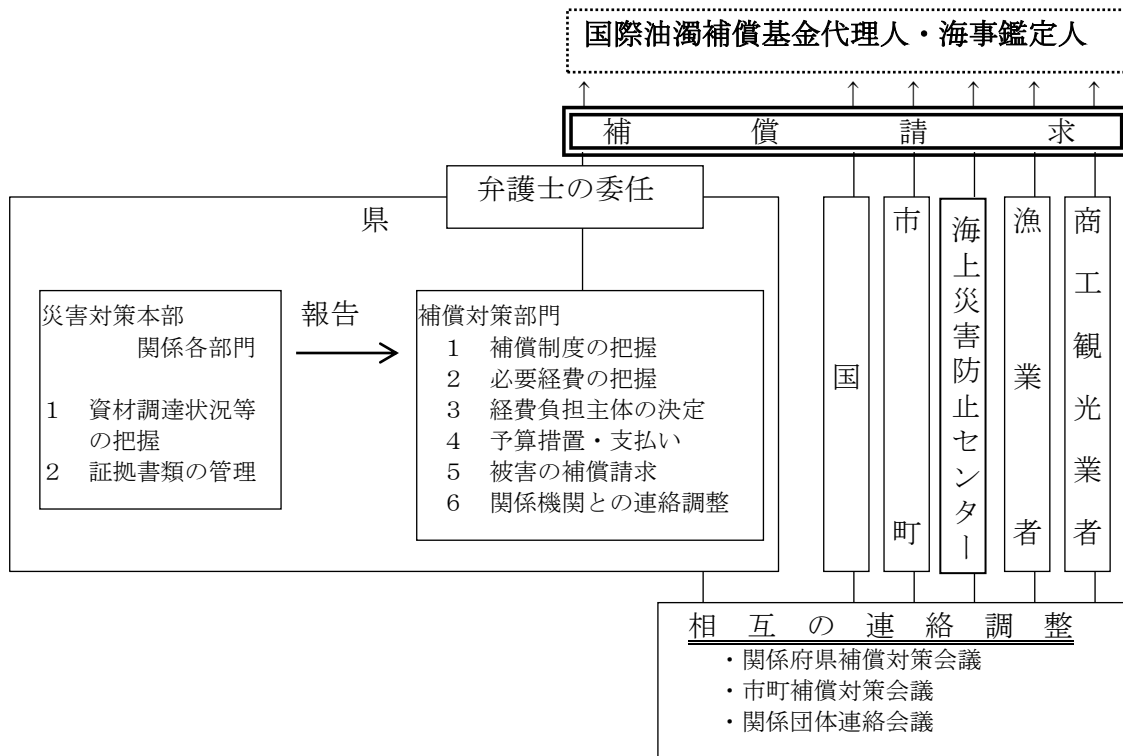 国際油濁補償基金代理人・海事鑑定人
↑ ↑ ↑ ↑ ↑ ↑
補償請求
弁護士の委任
県
災害対策本部
関係各部門
1 資材調達状況等
の把握
2 証拠書類の管理
報告
補償対策部門
1 補償制度の把握
2 必要経費の把握
3 経費負担主体の決定
4 予算措置・支払い
5 被害の補償請求
6 関係機関との連絡調整
国
市町
海上災害防止センター
漁業者
商工観光業者
相互の連絡調整
・関係府県補償対策会議
・市町補償対策会議
・関係団体連絡会議